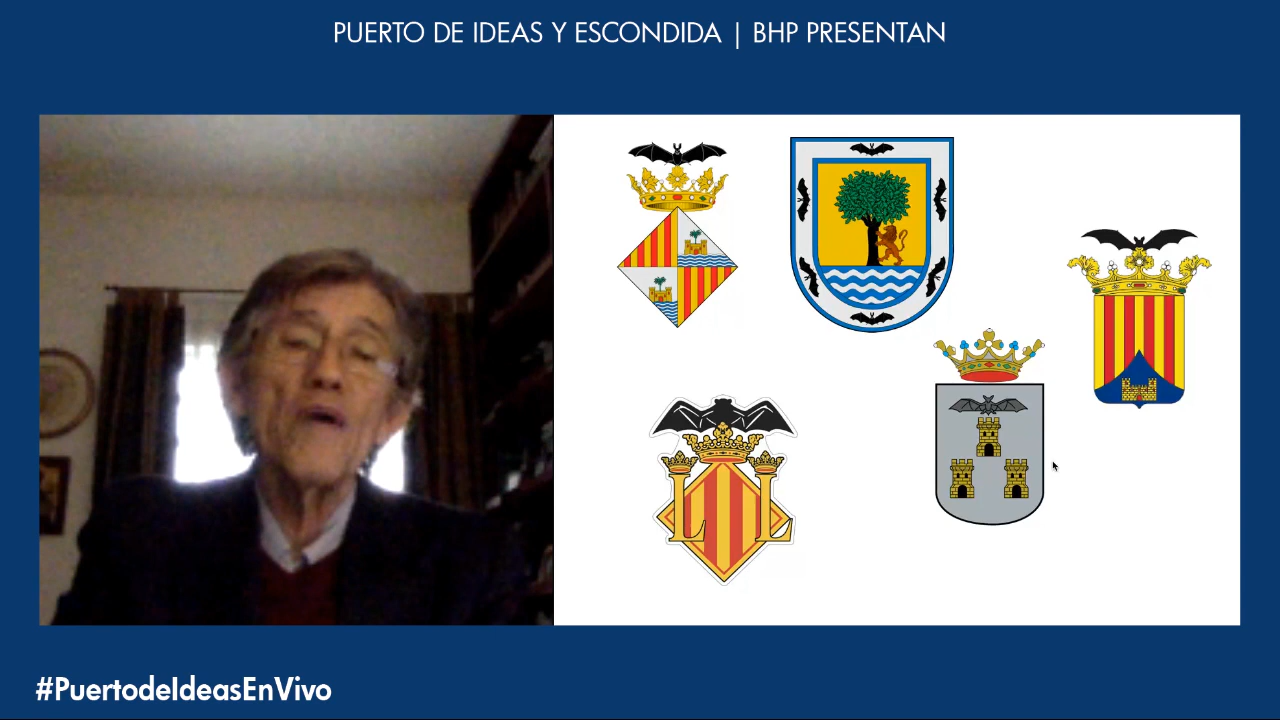 PUERTO DE IDEAS Y ESCONDIDA | BHP PRESENTAN
L L
#PuertodeIdeasEnVivo